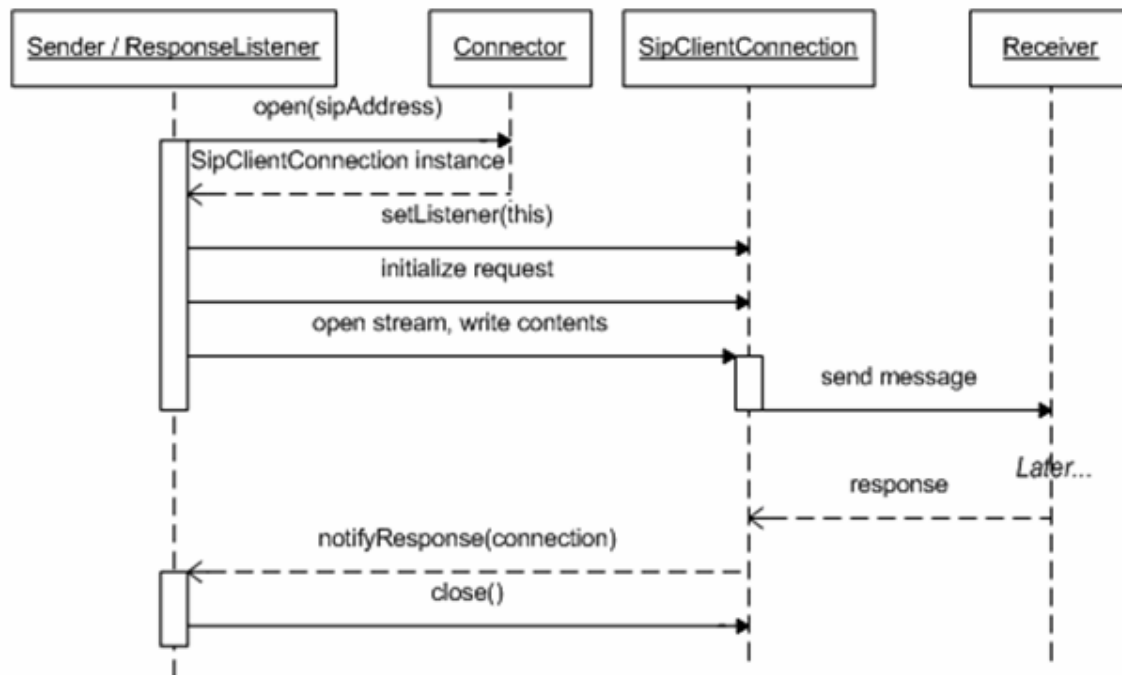 Sender / ResponseListener
Connector
SipClientConnection
Receiver
open(sipAddress)
SipClientConnection instance
setListener(this)
initialize request
open stream, write contents
send message
Later...
response
notifyResponse(connection)
close()